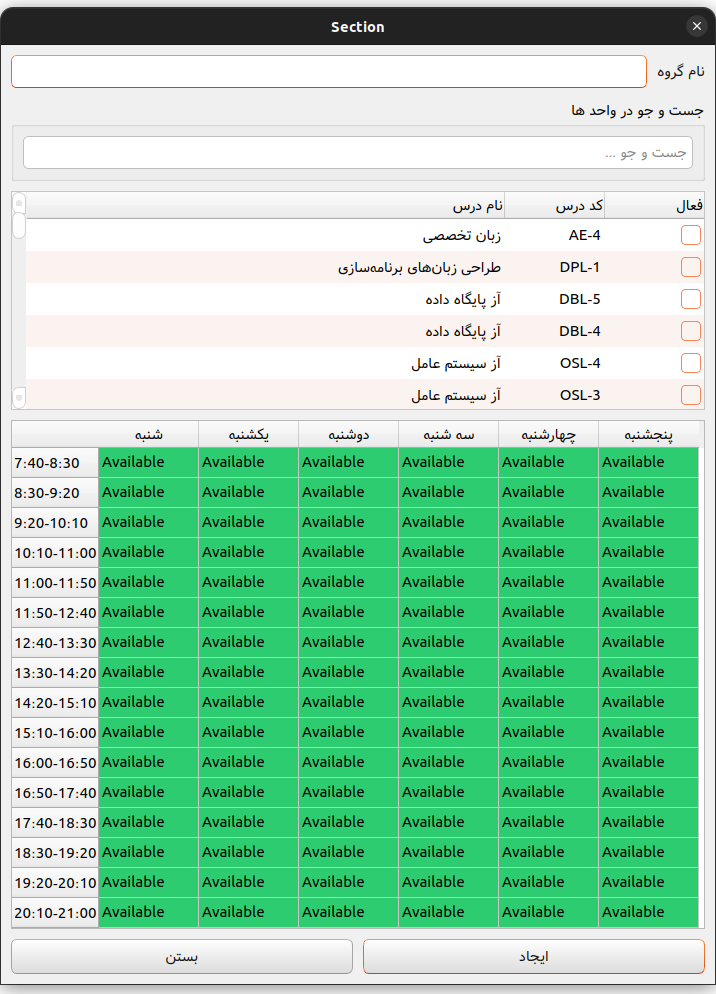 Section
نام گروه
جست و جو در واحد ها
جست و جو ...
فعال کد درس نام درس
AE-4 زبان تخصصی
DPL-1 طراحی زبان‌های برنامه‌سازی
DBL-5 آز پایگاه داده
DBL-4 آز پایگاه داده
OSL-4 آز سیستم عامل
OSL-3 آز سیستم عامل
شنبه یکشنبه دوشنبه سه شنبه چهارشنبه پنجشنبه
7:40-8:30 Available Available Available Available Available Available
8:30-9:20 Available Available Available Available Available Available
9:20-10:10 Available Available Available Available Available Available
10:10-11:00 Available Available Available Available Available Available
11:00-11:50 Available Available Available Available Available Available
11:50-12:40 Available Available Available Available Available Available
12:40-13:30 Available Available Available Available Available Available
13:30-14:20 Available Available Available Available Available Available
14:20-15:10 Available Available Available Available Available Available
15:10-16:00 Available Available Available Available Available Available
16:00-16:50 Available Available Available Available Available Available
16:50-17:40 Available Available Available Available Available Available
17:40-18:30 Available Available Available Available Available Available
18:30-19:20 Available Available Available Available Available Available
19:20-20:10 Available Available Available Available Available Available
20:10-21:00 Available Available Available Available Available Available
ایجاد بستن